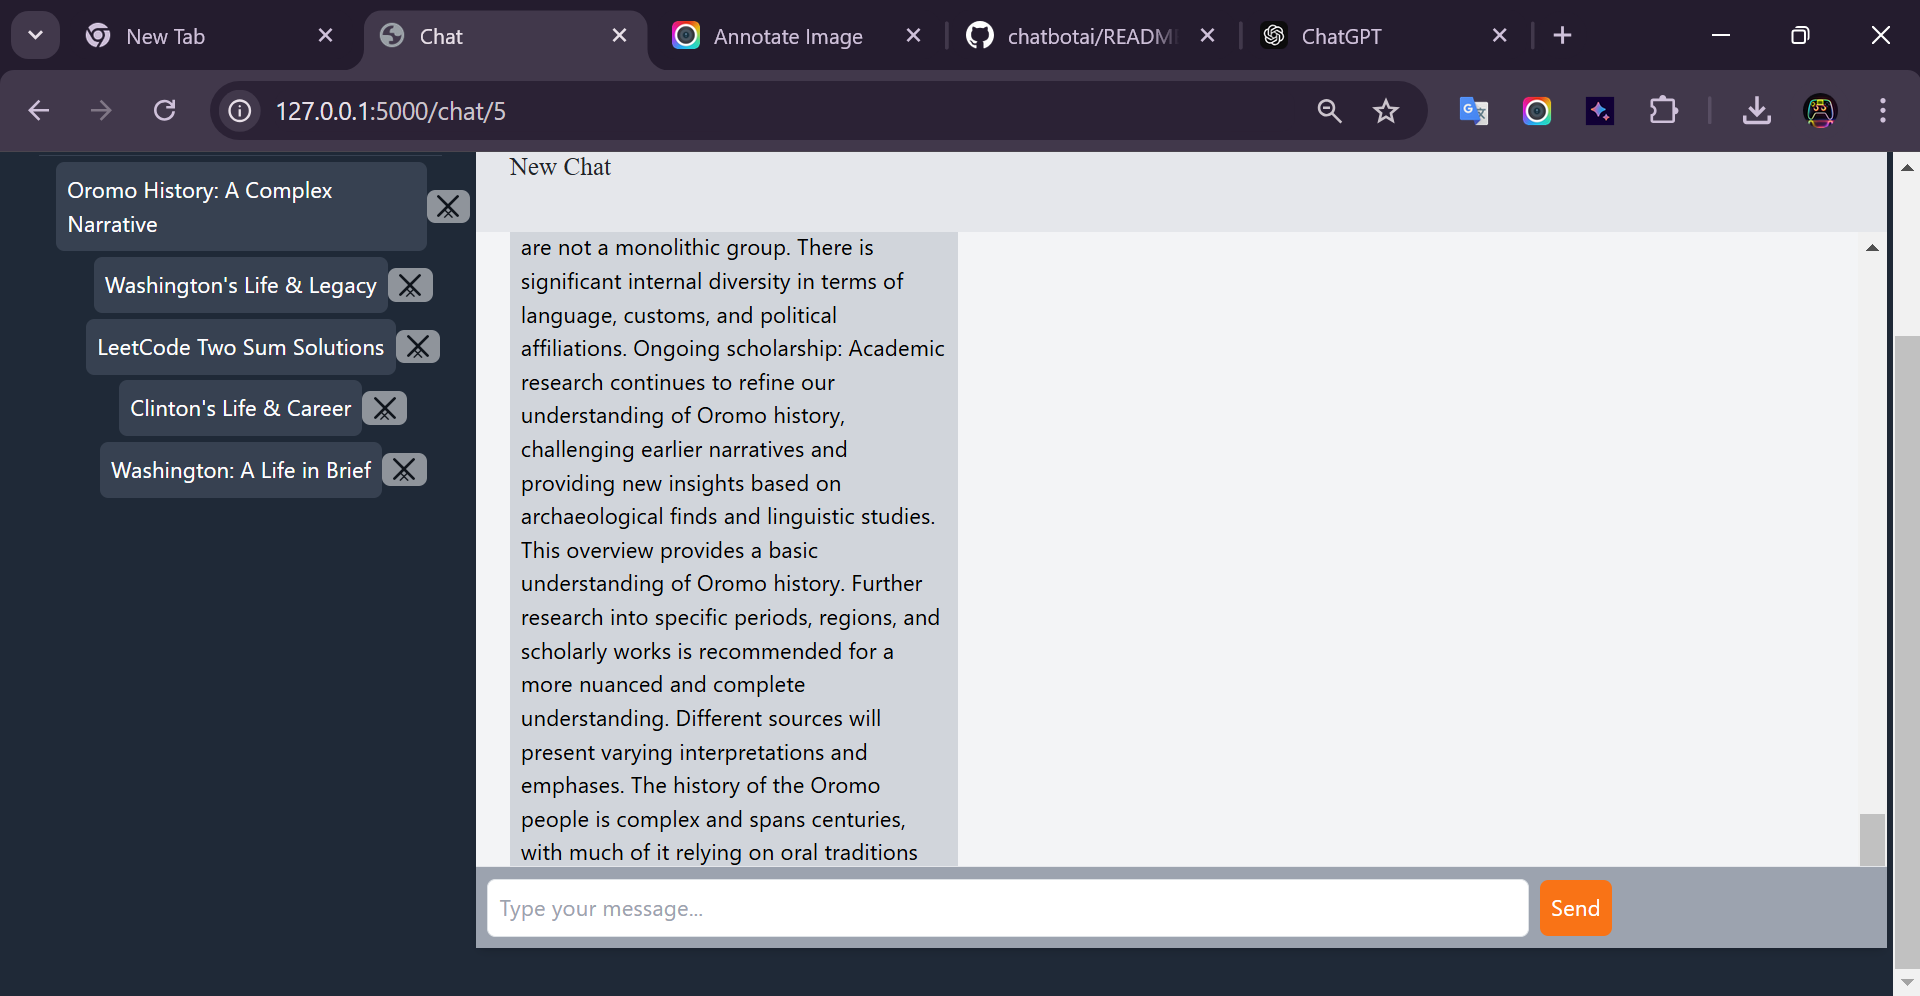 New Tab
Chat
Annotate Image
chatbotai/READM
ChatGPT
127.0.0.1:5000/chat/5
Oromo History: A Complex
Narrative
Washington's Life & Legacy
LeetCode Two Sum Solutions
Clinton's Life & Career
Washington: A Life in Brief
New Chat
are not a monolithic group. There is
significant internal diversity in terms of
language, customs, and political
affiliations. Ongoing scholarship: Academic
research continues to refine our
understanding of Oromo history,
challenging earlier narratives and
providing new insights based on
archaeological finds and linguistic studies.
This overview provides a basic
understanding of Oromo history. Further
research into specific periods, regions, and
scholarly works is recommended for a
more nuanced and complete
understanding. Different sources will
present varying interpretations and
emphases. The history of the Oromo
people is complex and spans centuries,
with much of it relying on oral traditions
Type your message...
Send